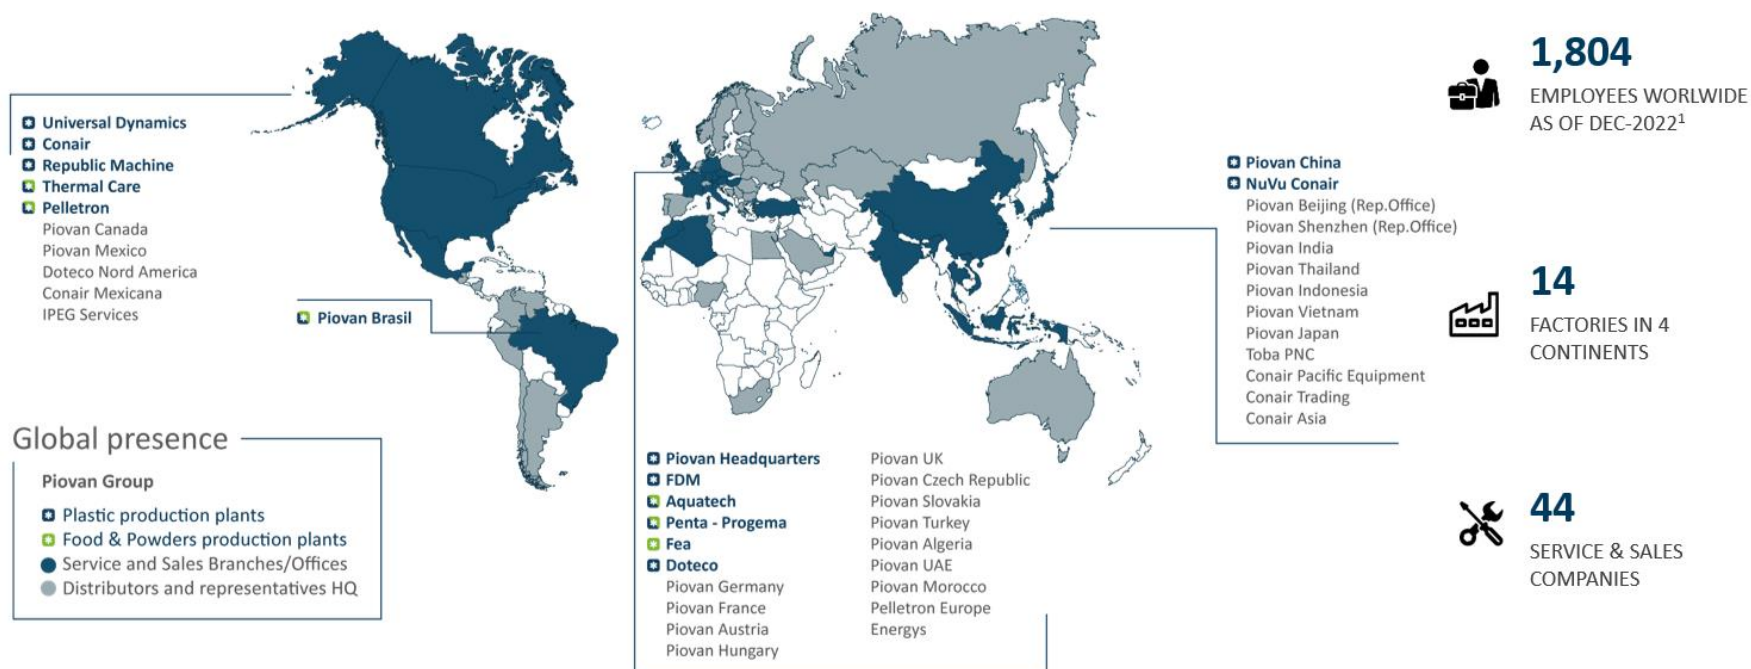 Universal Dynamics
Conair
Republic Machine
Thermal Care
Pelletron
Piovan Canada
Piovan Mexico
Doteco Nord America
Conair Mexicana
IPEG Services
Piovan Brasil
Global presence
Piovan Group
Plastic production plants
Food & Powders production plants
Service and Sales Branches/Offices
Distributors and representatives HQ
Piovan Headquarters
FDM
Aquatech
Penta - Progema
Fea
Doteco
Piovan Germany
Piovan France
Piovan Austria
Piovan Hungary
Piovan UK
Piovan Czech Republic
Piovan Slovakia
Piovan Turkey
Piovan Algeria
Piovan UAE
Piovan Morocco
Pelletron Europe
Energys
Piovan China
NuVu Conair
Piovan Beijing (Rep.Office)
Piovan Shenzhen (Rep.Office)
Piovan India
Piovan Thailand
Piovan Indonesia
Piovan Vietnam
Piovan Japan
Toba PNC
Conair Pacific Equipment
Conair Trading
Conair Asia
1,804
EMPLOYEES WORLWIDE
AS OF DEC-2022¹
14
FACTORIES IN 4
CONTINENTS
44
SERVICE & SALES
COMPANIES